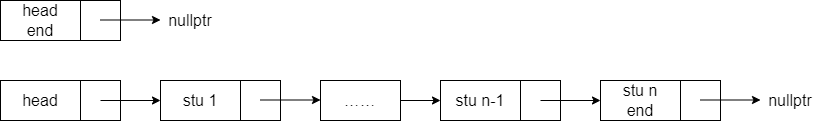 head
end
nullptr
head
stu 1
……
stu n-1
stu n
end
nullptr